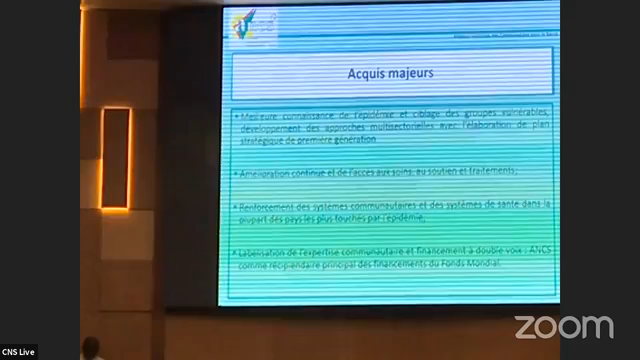 Acquis majeurs
• Meilleure connaissance de l'épidémie et ciblage des groupes vulnérables,
développement des approches multisectorielles avec l'élaboration de plan
stratégique de première génération
• Amélioration continue et de l'accès aux soins, au soutien et traitements;
• Renforcement des systèmes communautaires et des systèmes de santé dans la
plupart des pays les plus touchés par l'épidémie,
• Labélisation de l'expertise communautaire et financement à double voix : ANCS
comme récipiendaire principal des financements du Fonds Mondial.
zoom
CNS Live